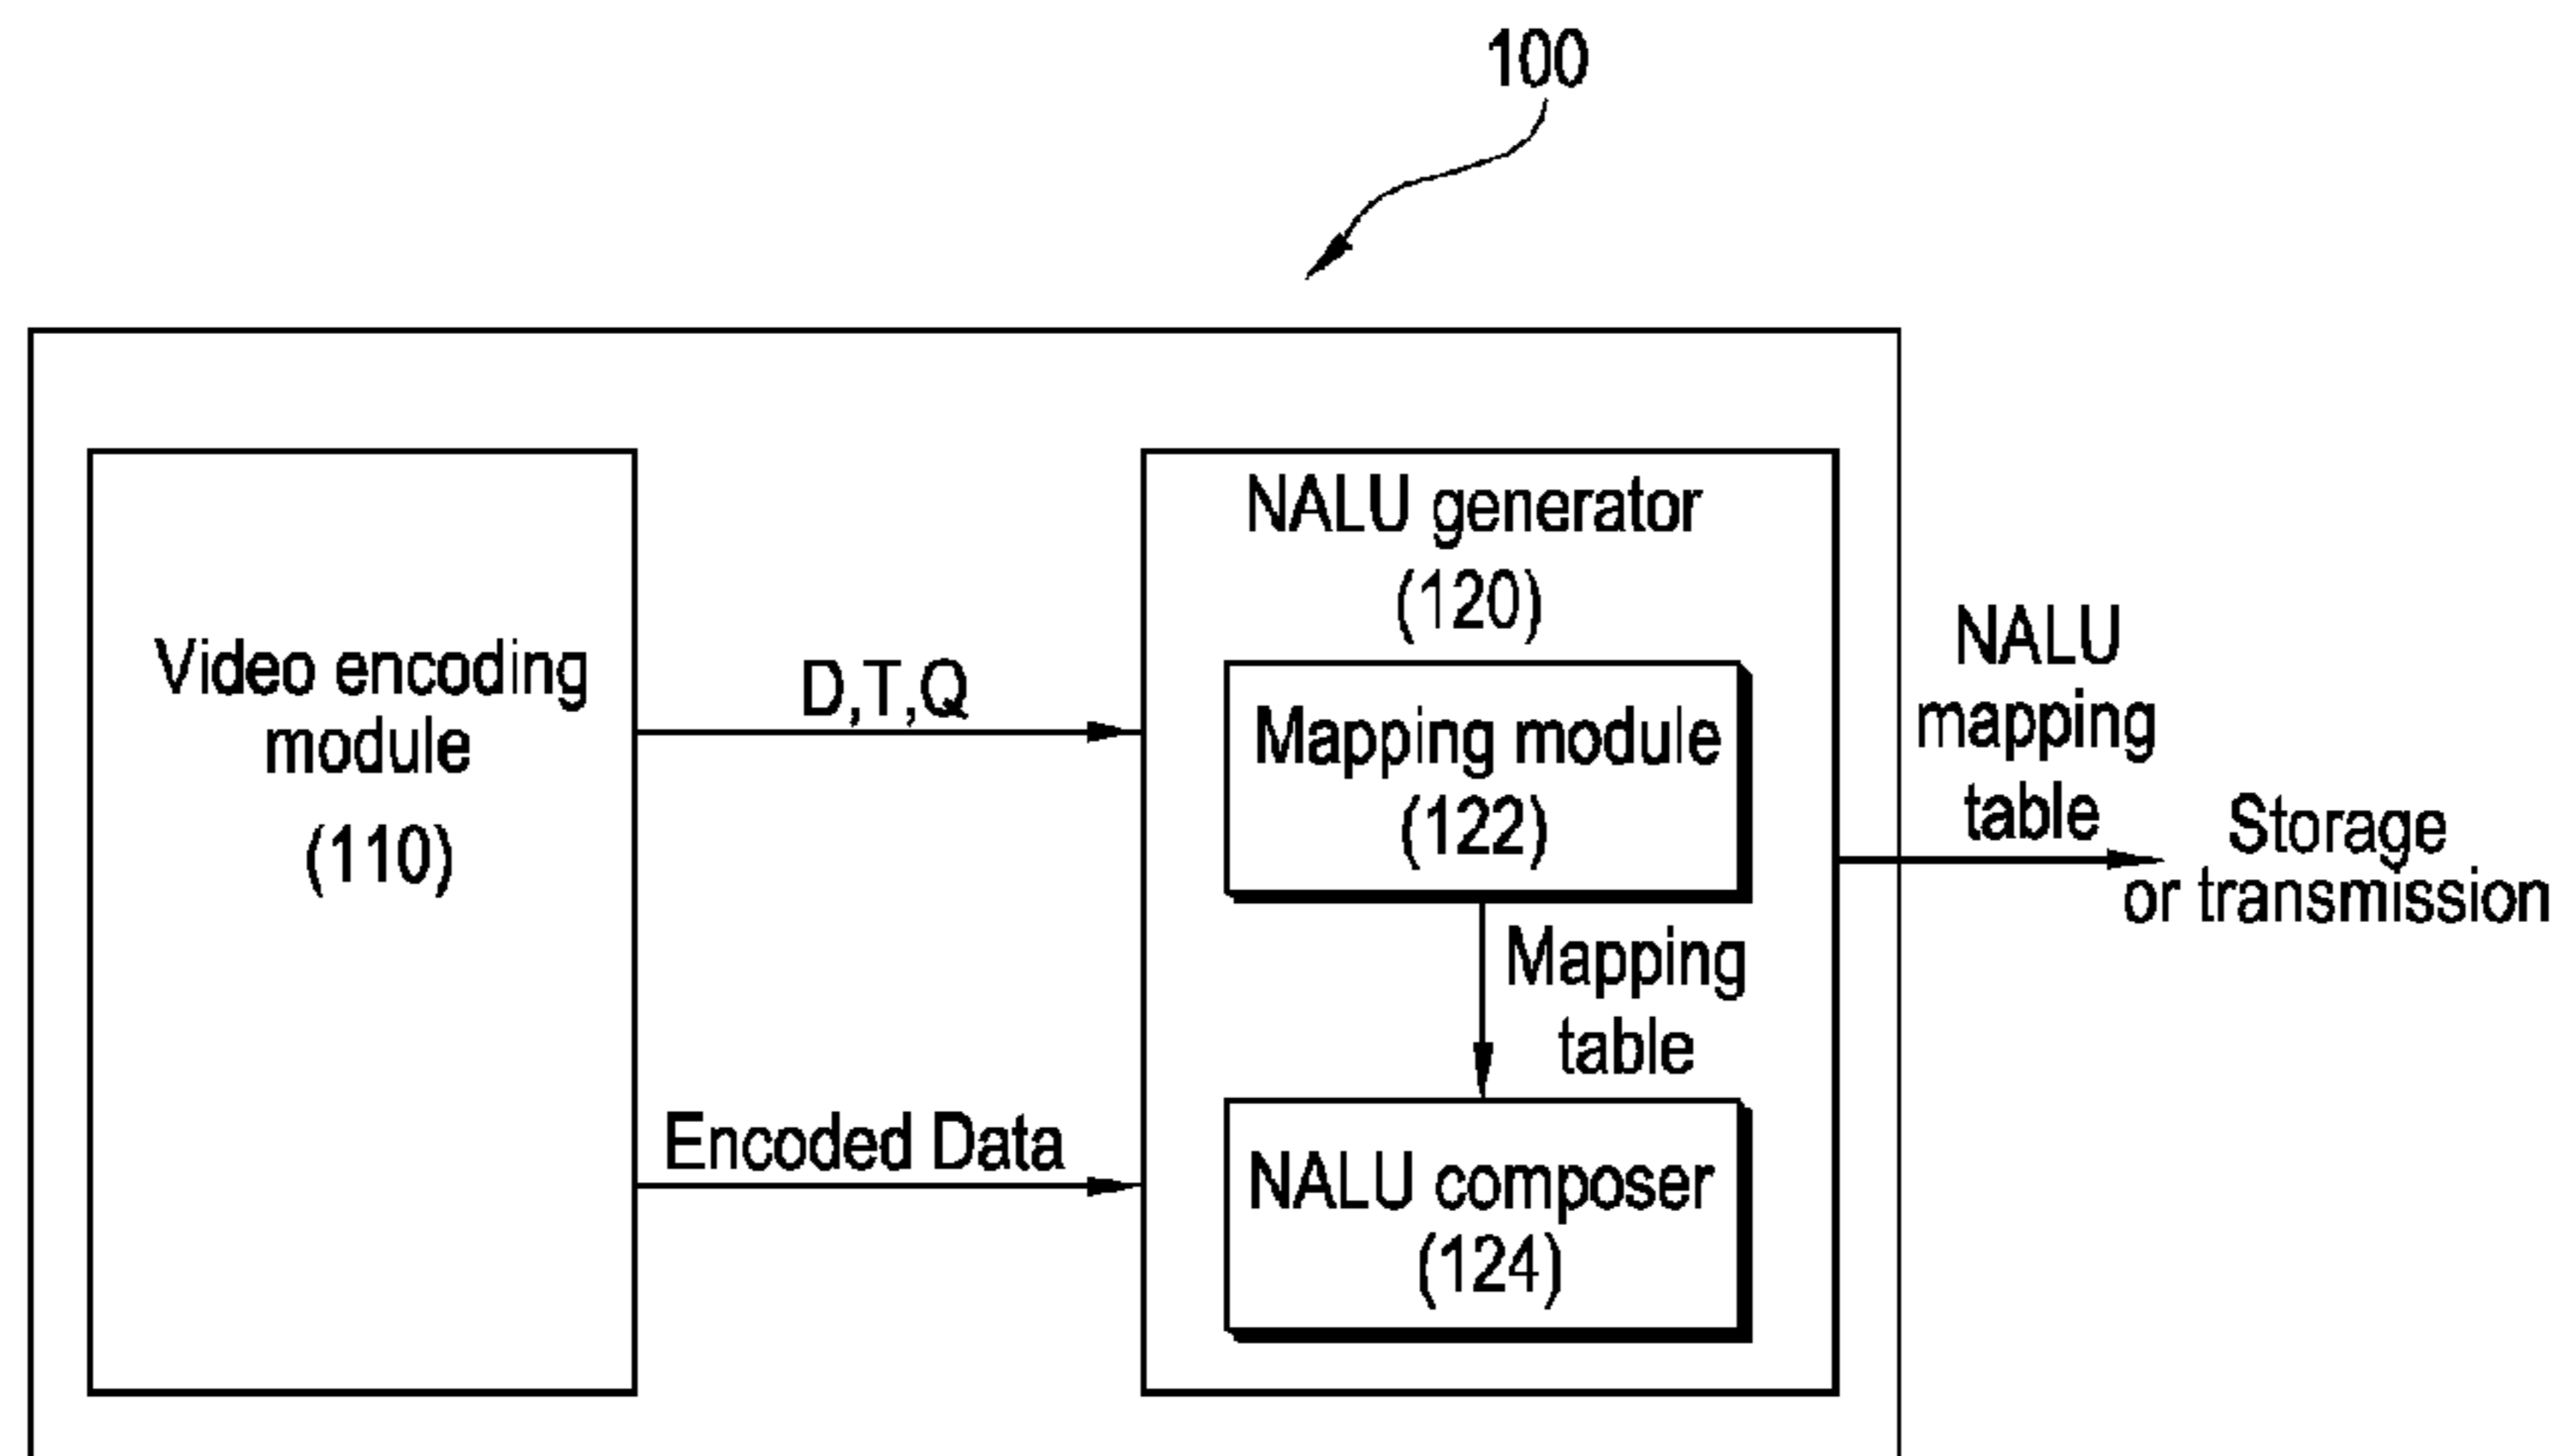 100
Video encoding
module
(110)
D,T,Q
Encoded Data
NALU generator
(120)
Mapping module
(122)
Mapping
table
NALU composer
(124)
NALU
mapping
table
Storage
or transmission